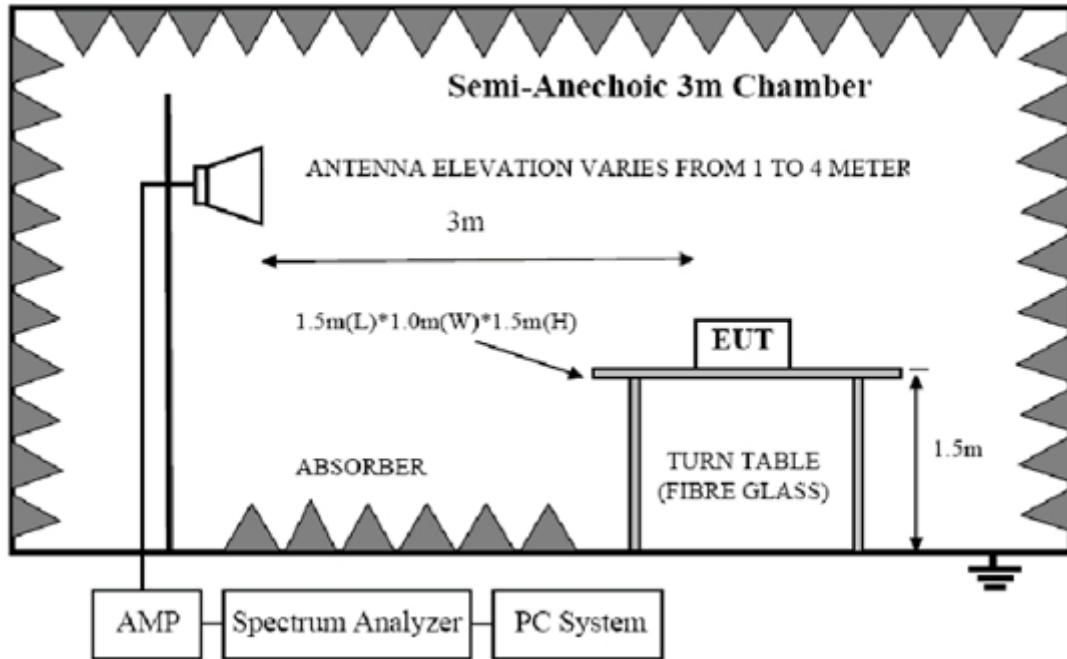 Semi-Anechoic 3m Chamber
ANTENNA ELEVATION VARIES FROM 1 TO 4 METER
3m
1.5m(L)*1.0m(W)*1.5m(H)
EUT
1.5m
ABSORBER
TURN TABLE
(FIBRE GLASS)
AMP
Spectrum Analyzer
PC System